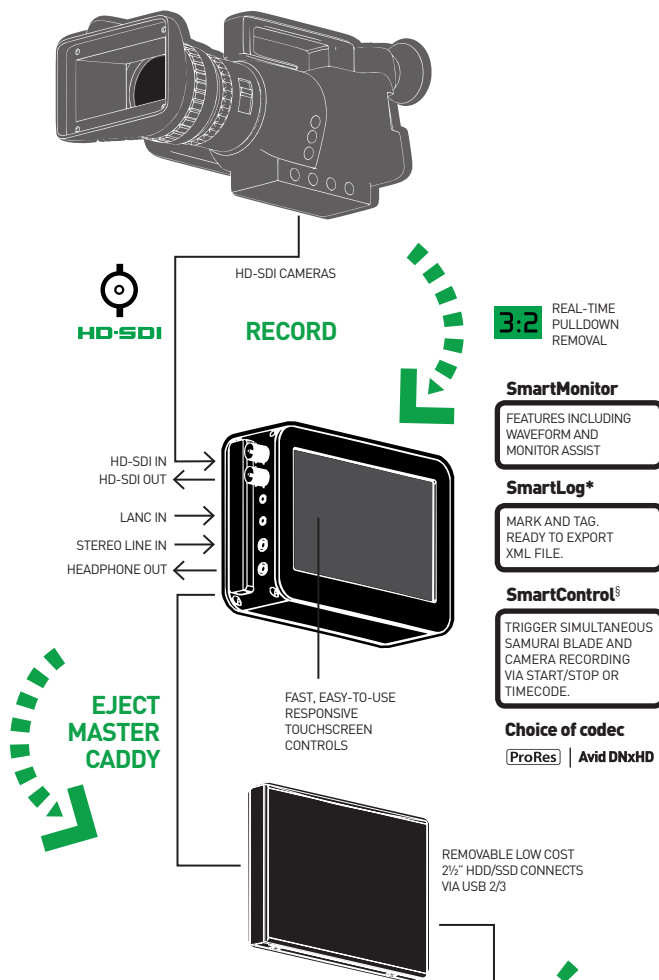 HD-SDI CAMERAS
HD-SDI
RECORD
3:2
REAL-TIME
PULLDOWN
REMOVAL
SmartMonitor
FEATURES INCLUDING
WAVEFORM AND
MONITOR ASSIST
HD-SDI IN
HD-SDI OUT
LANC IN
STEREO LINE IN
HEADPHONE OUT
SmartLog*
MARK AND TAG.
READY TO EXPORT
XML FILE.
SmartControl§
TRIGGER SIMULTANEOUS
SAMURAI BLADE AND
CAMERA RECORDING
VIA START/STOP OR
TIMECODE.
EJECT
MASTER
CADDY
FAST, EASY-TO-USE
RESPONSIVE
TOUCHSCREEN
CONTROLS
Choice of codec
ProRes | Avid DNxHD
REMOVABLE LOW COST
2½" HDD/SSD CONNECTS
VIA USB 2/3